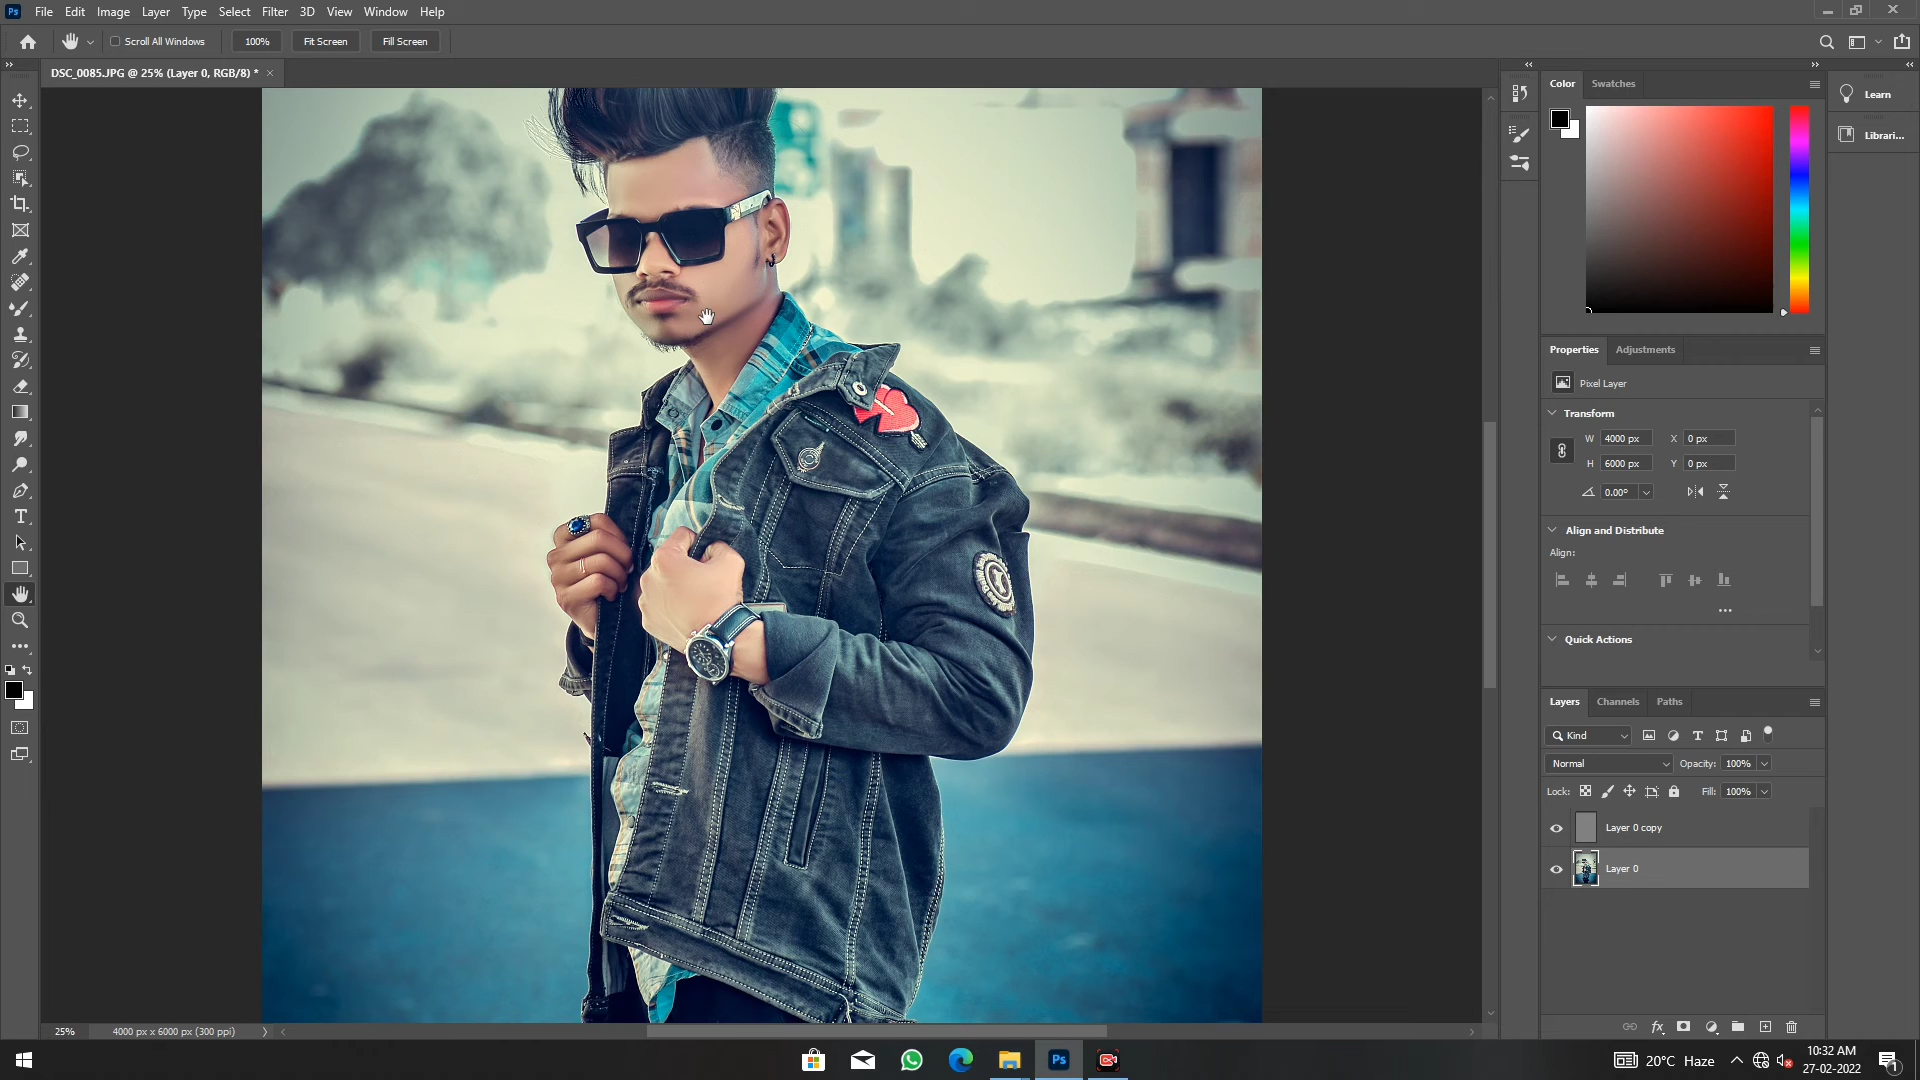 Ps File Edit Image Layer Type Select Filter 3D View Window Help
Scroll All Windows 100% Fit Screen Fill Screen
DSC_0085.JPG @ 25% (Layer 0, RGB/8) * ×
Color Swatches
Learn
Librari...
Properties Adjustments
Pixel Layer
Transform
W 4000 px X 0 px
H 6000 px Y 0 px
0.00°
Align and Distribute
Align:
Quick Actions
Layers Channels Paths
Kind
Normal Opacity: 100%
Lock: Fill: 100%
Layer 0 copy
Layer 0
25% 4000 px x 6000 px (300 ppi)
Ps
20°C Haze
10:32 AM
27-02-2022
1